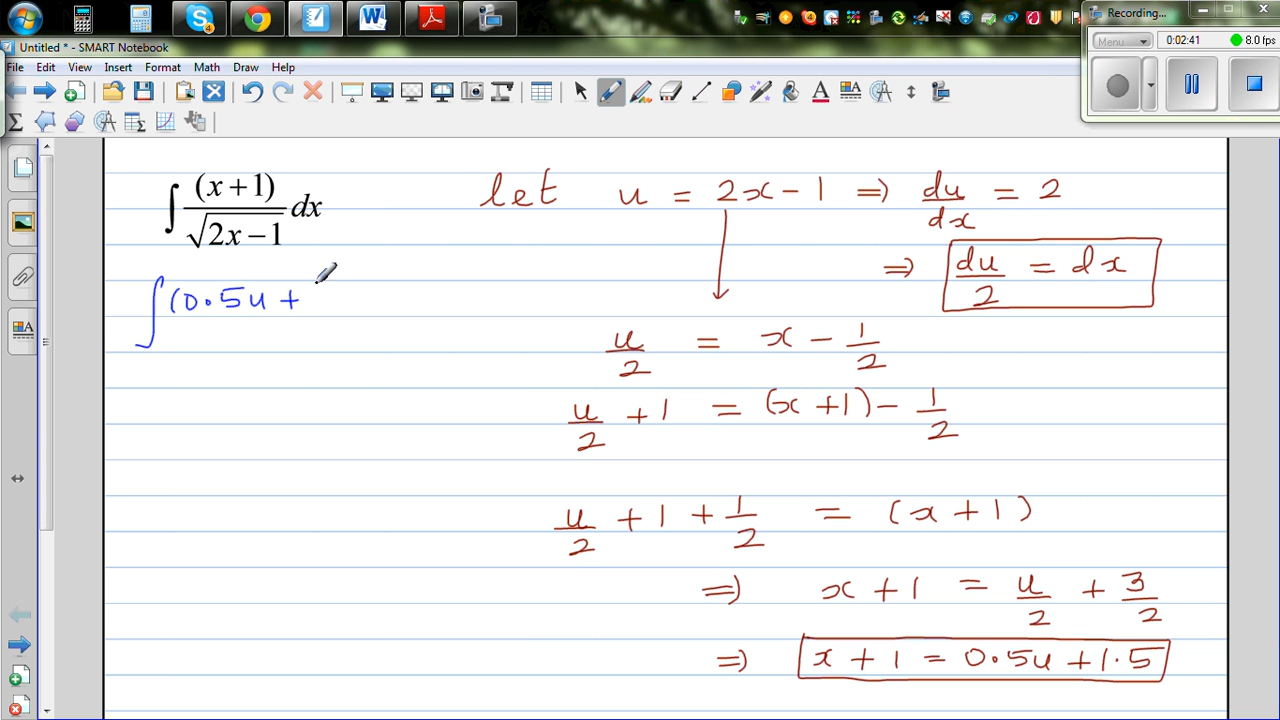 Recording...
Untitled * - SMART Notebook
Menu
0:02:41
8.0 fps
File Edit View Insert Format Math Draw Help
∫ (x + 1) / √(2x − 1) dx
let u = 2x − 1 ⇒ du/dx = 2
⇒ du/2 = dx
∫ (0.5u +
u/2 = x − 1/2
u/2 + 1 = (x + 1) − 1/2
u/2 + 1 + 1/2 = (x + 1)
⇒ x + 1 = u/2 + 3/2
⇒ x + 1 = 0.5u + 1.5